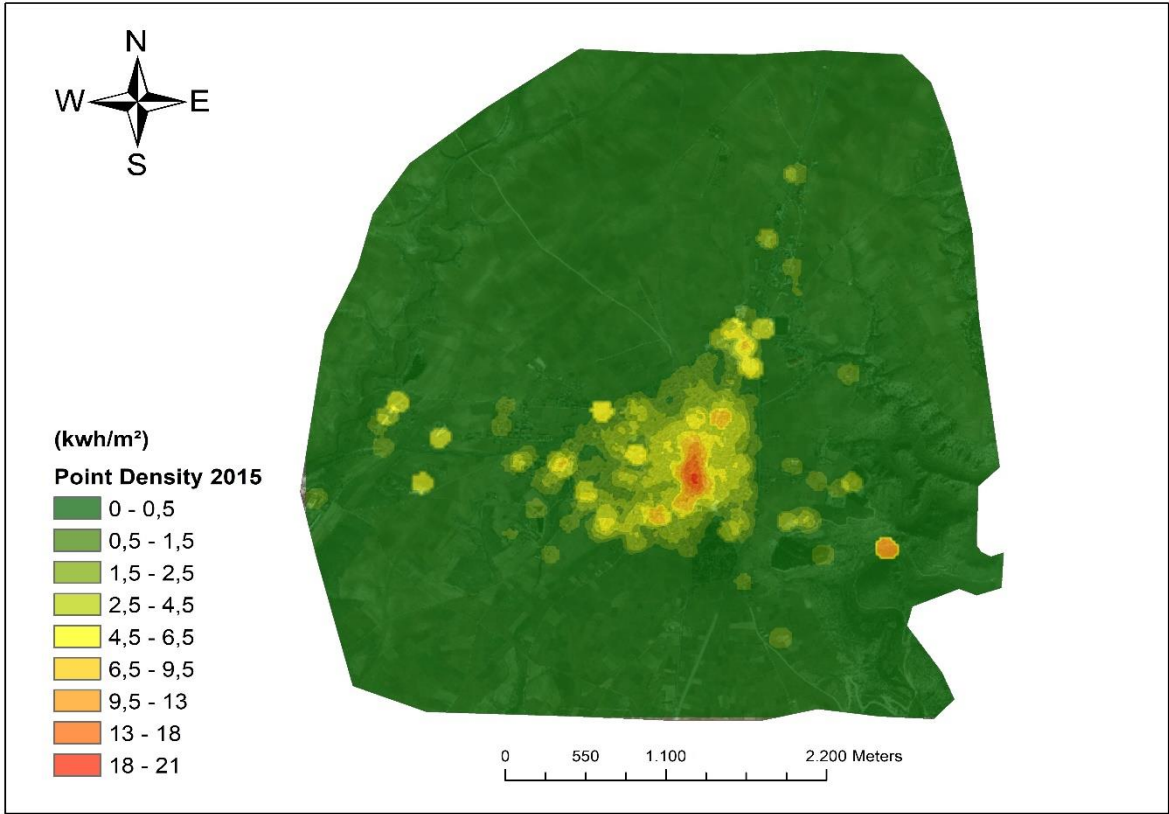 N
W E
S
(kwh/m²)
Point Density 2015
0 - 0,5
0,5 - 1,5
1,5 - 2,5
2,5 - 4,5
4,5 - 6,5
6,5 - 9,5
9,5 - 13
13 - 18
18 - 21
0 550 1.100 2.200 Meters